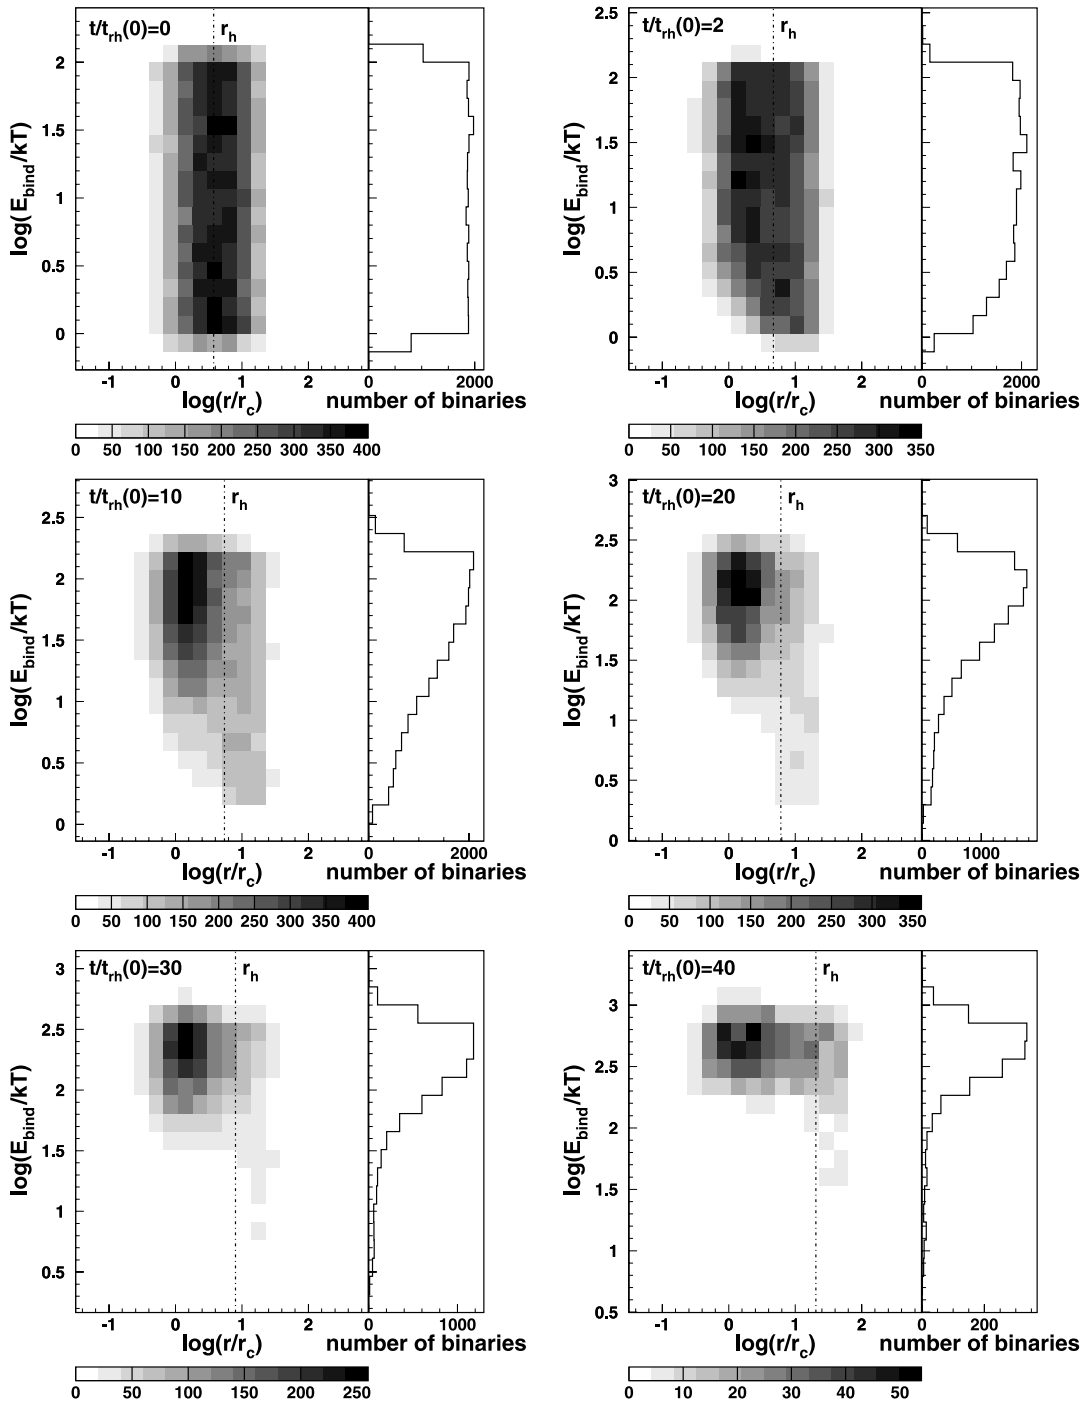 t/t_rh(0)=0 r_h
2
1.5
1
0.5
0
log(E_bind/kT)
-1 0 1 2 0 2000
log(r/r_c) number of binaries
0 50 100 150 200 250 300 350 400
t/t_rh(0)=2 r_h
2.5
2
1.5
1
0.5
0
log(E_bind/kT)
-1 0 1 2 0 1000 2000
log(r/r_c) number of binaries
0 50 100 150 200 250 300 350
t/t_rh(0)=10 r_h
2.5
2
1.5
1
0.5
0
log(E_bind/kT)
-1 0 1 2 0 2000
log(r/r_c) number of binaries
0 50 100 150 200 250 300 350 400
t/t_rh(0)=20 r_h
3
2.5
2
1.5
1
0.5
0
log(E_bind/kT)
-1 0 1 2 0 1000
log(r/r_c) number of binaries
0 50 100 150 200 250 300 350
t/t_rh(0)=30 r_h
3
2.5
2
1.5
1
0.5
log(E_bind/kT)
-1 0 1 2 0 1000
log(r/r_c) number of binaries
0 50 100 150 200 250
t/t_rh(0)=40 r_h
3
2.5
2
1.5
1
0.5
log(E_bind/kT)
-1 0 1 2 0 200
log(r/r_c) number of binaries
0 10 20 30 40 50